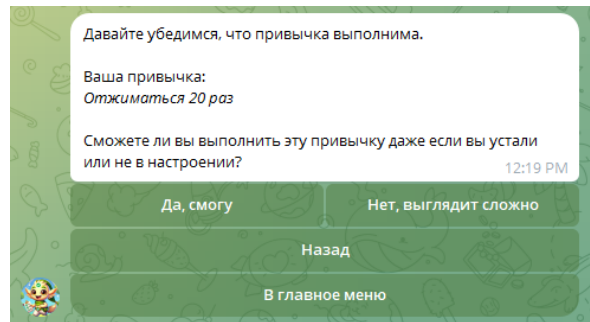 Давайте убедимся, что привычка выполнима.
Ваша привычка:
Отжиматься 20 раз
Сможете ли вы выполнить эту привычку даже если вы устали
или не в настроении?
12:19 PM
Да, смогу
Нет, выглядит сложно
Назад
В главное меню